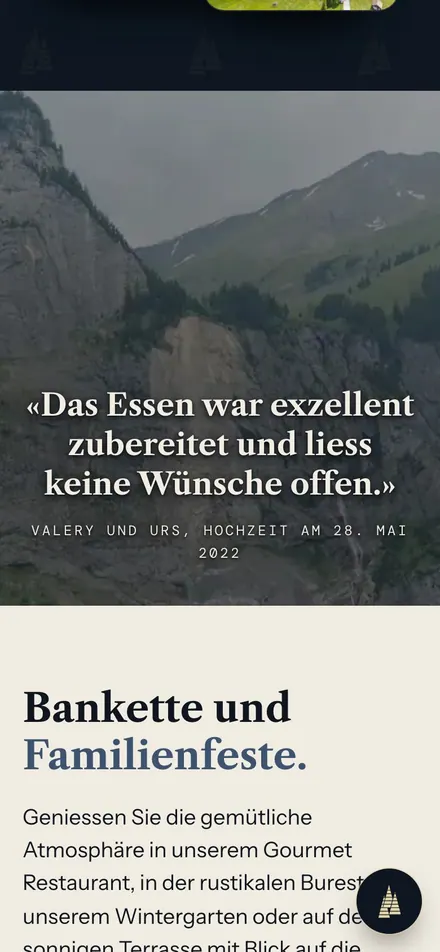 «Das Essen war exzellent
zubereitet und liess
keine Wünsche offen.»
VALERY UND URS, HOCHZEIT AM 28. MAI
2022
Bankette und
Familienfeste.
Geniessen Sie die gemütliche
Atmosphäre in unserem Gourmet
Restaurant, in der rustikalen
unserem Wintergarten oder auf
sonnigen Terrasse mit Blick auf die